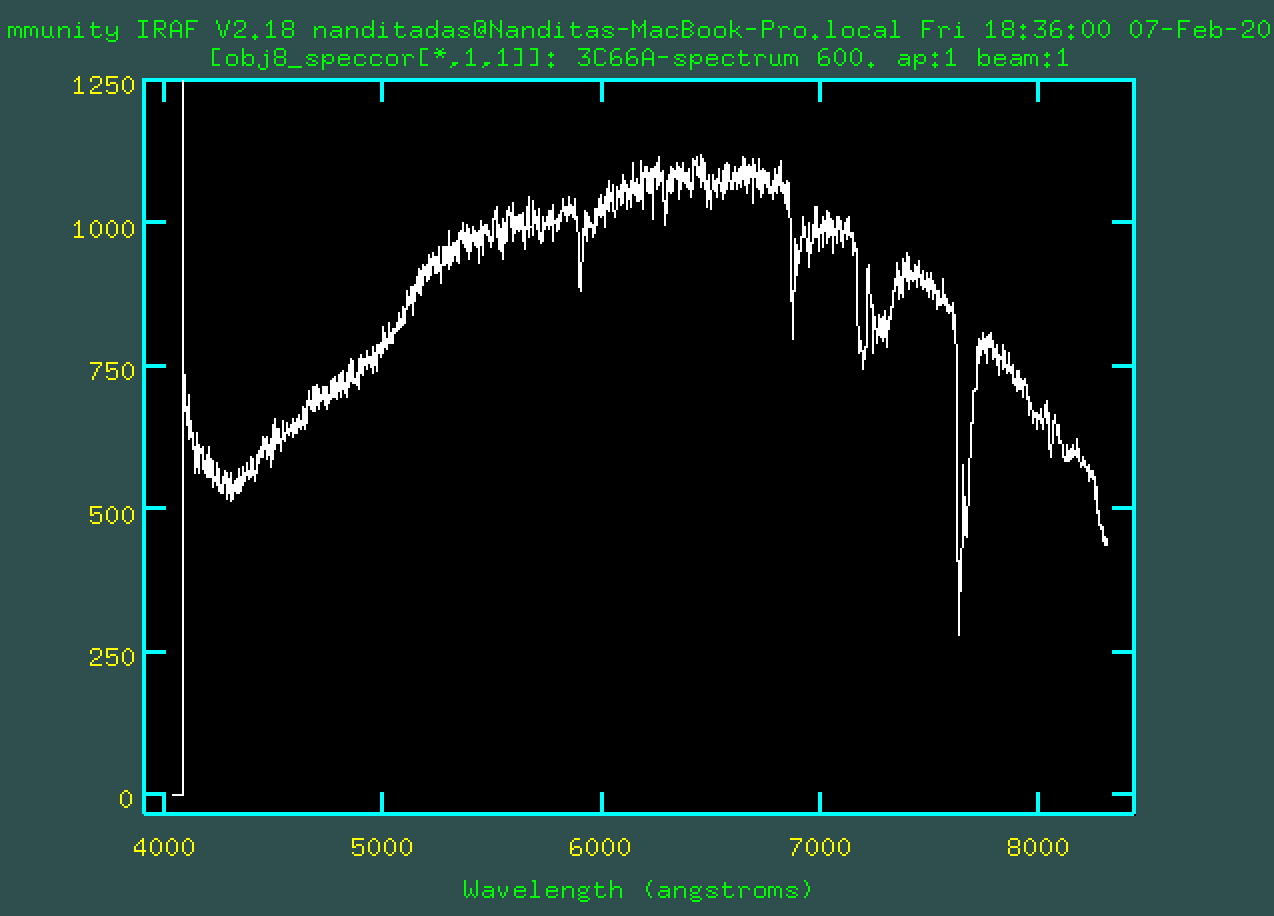 mmunity IRAF V2.18 nanditadas@Nanditas-MacBook-Pro.local Fri 18:36:00 07-Feb-20
[obj8_speccor[*,1,1]]: 3C66A-spectrum 600. ap:1 beam:1
1250
1000
750
500
250
0
4000 5000 6000 7000 8000
Wavelength (angstroms)